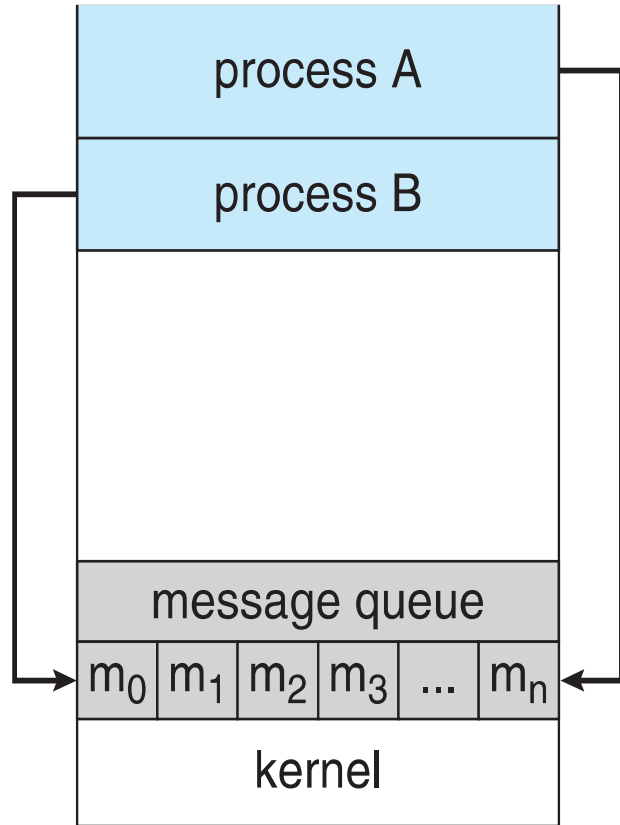 process A
process B
message queue
m₀ m₁ m₂ m₃ ... mₙ
kernel